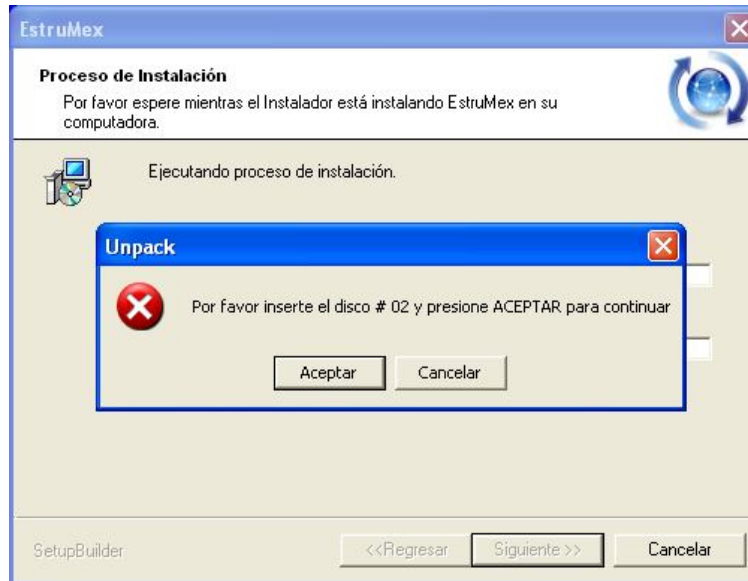 EstruMex
Proceso de Instalación
Por favor espere mientras el Instalador está instalando EstruMex en su
computadora.
Ejecutando proceso de instalación.
Unpack
Por favor inserte el disco # 02 y presione ACEPTAR para continuar
Aceptar Cancelar
SetupBuilder <<Regresar Siguiente >> Cancelar